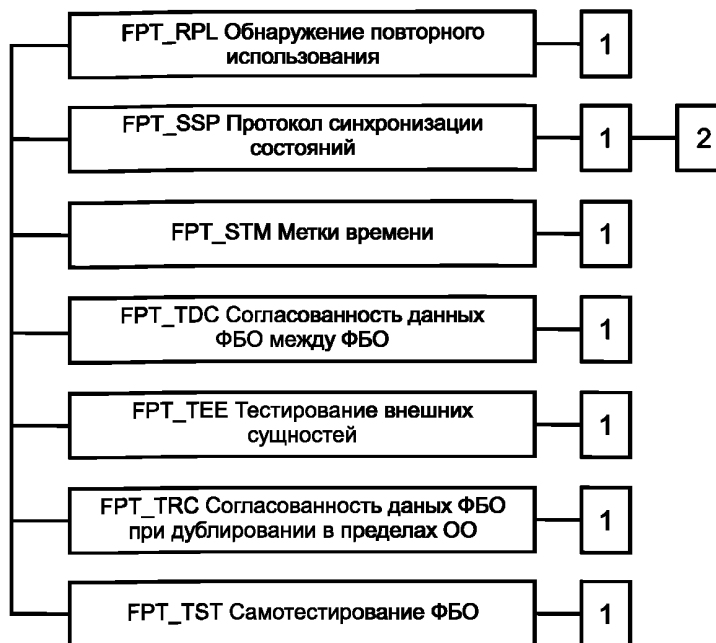 FPT_RPL Обнаружение повторного
использования
1
FPT_SSP Протокол синхронизации
состояний
1
2
FPT_STM Метки времени
1
FPT_TDC Согласованность данных
ФБО между ФБО
1
FPT_TEE Тестирование внешних
сущностей
1
FPT_TRC Согласованность даных ФБО
при дублировании в пределах ОО
1
FPT_TST Самотестирование ФБО
1